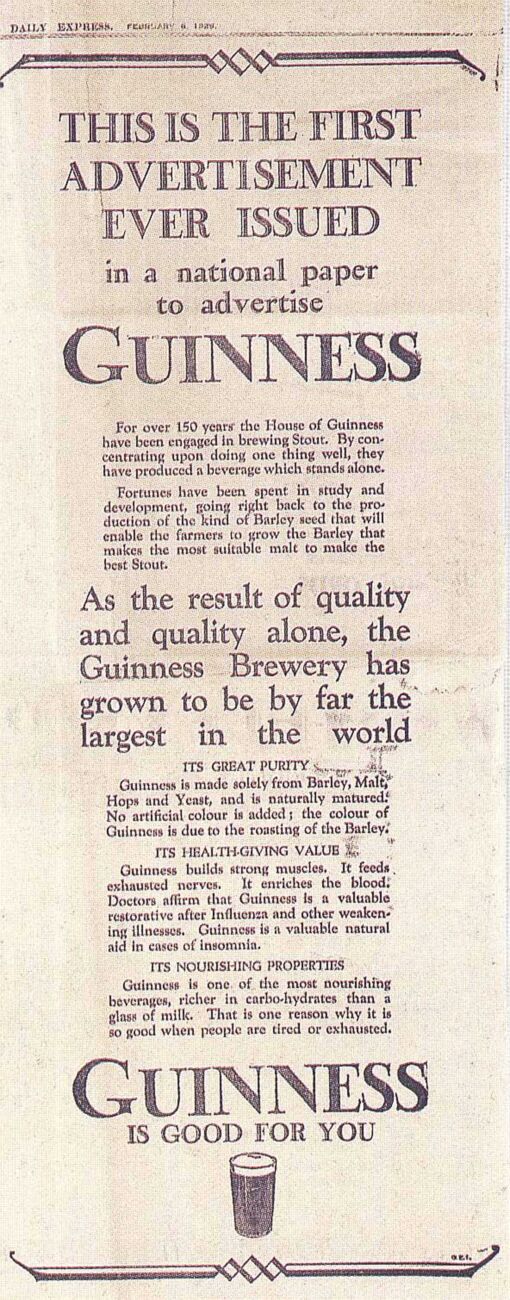 DAILY EXPRESS. FEBRUARY 6, 1929.
THIS IS THE FIRST
ADVERTISEMENT
EVER ISSUED
in a national paper
to advertise
GUINNESS
For over 150 years the House of Guinness
have been engaged in brewing Stout. By con-
centrating upon doing one thing well, they
have produced a beverage which stands alone.
Fortunes have been spent in study and
development, going right back to the pro-
duction of the kind of Barley seed that will
enable the farmers to grow the Barley that
makes the most suitable malt to make the
best Stout.
As the result of quality
and quality alone, the
Guinness Brewery has
grown to be by far the
largest in the world
ITS GREAT PURITY
Guinness is made solely from Barley, Malt,
Hops and Yeast, and is naturally matured.
No artificial colour is added; the colour of
Guinness is due to the roasting of the Barley.
ITS HEALTH-GIVING VALUE
Guinness builds strong muscles. It feeds
exhausted nerves. It enriches the blood.
Doctors affirm that Guinness is a valuable
restorative after Influenza and other weaken-
ing illnesses. Guinness is a valuable natural
aid in cases of insomnia.
ITS NOURISHING PROPERTIES
Guinness is one of the most nourishing
beverages, richer in carbo-hydrates than a
glass of milk. That is one reason why it is
so good when people are tired or exhausted.
GUINNESS
IS GOOD FOR YOU
G.E.1.